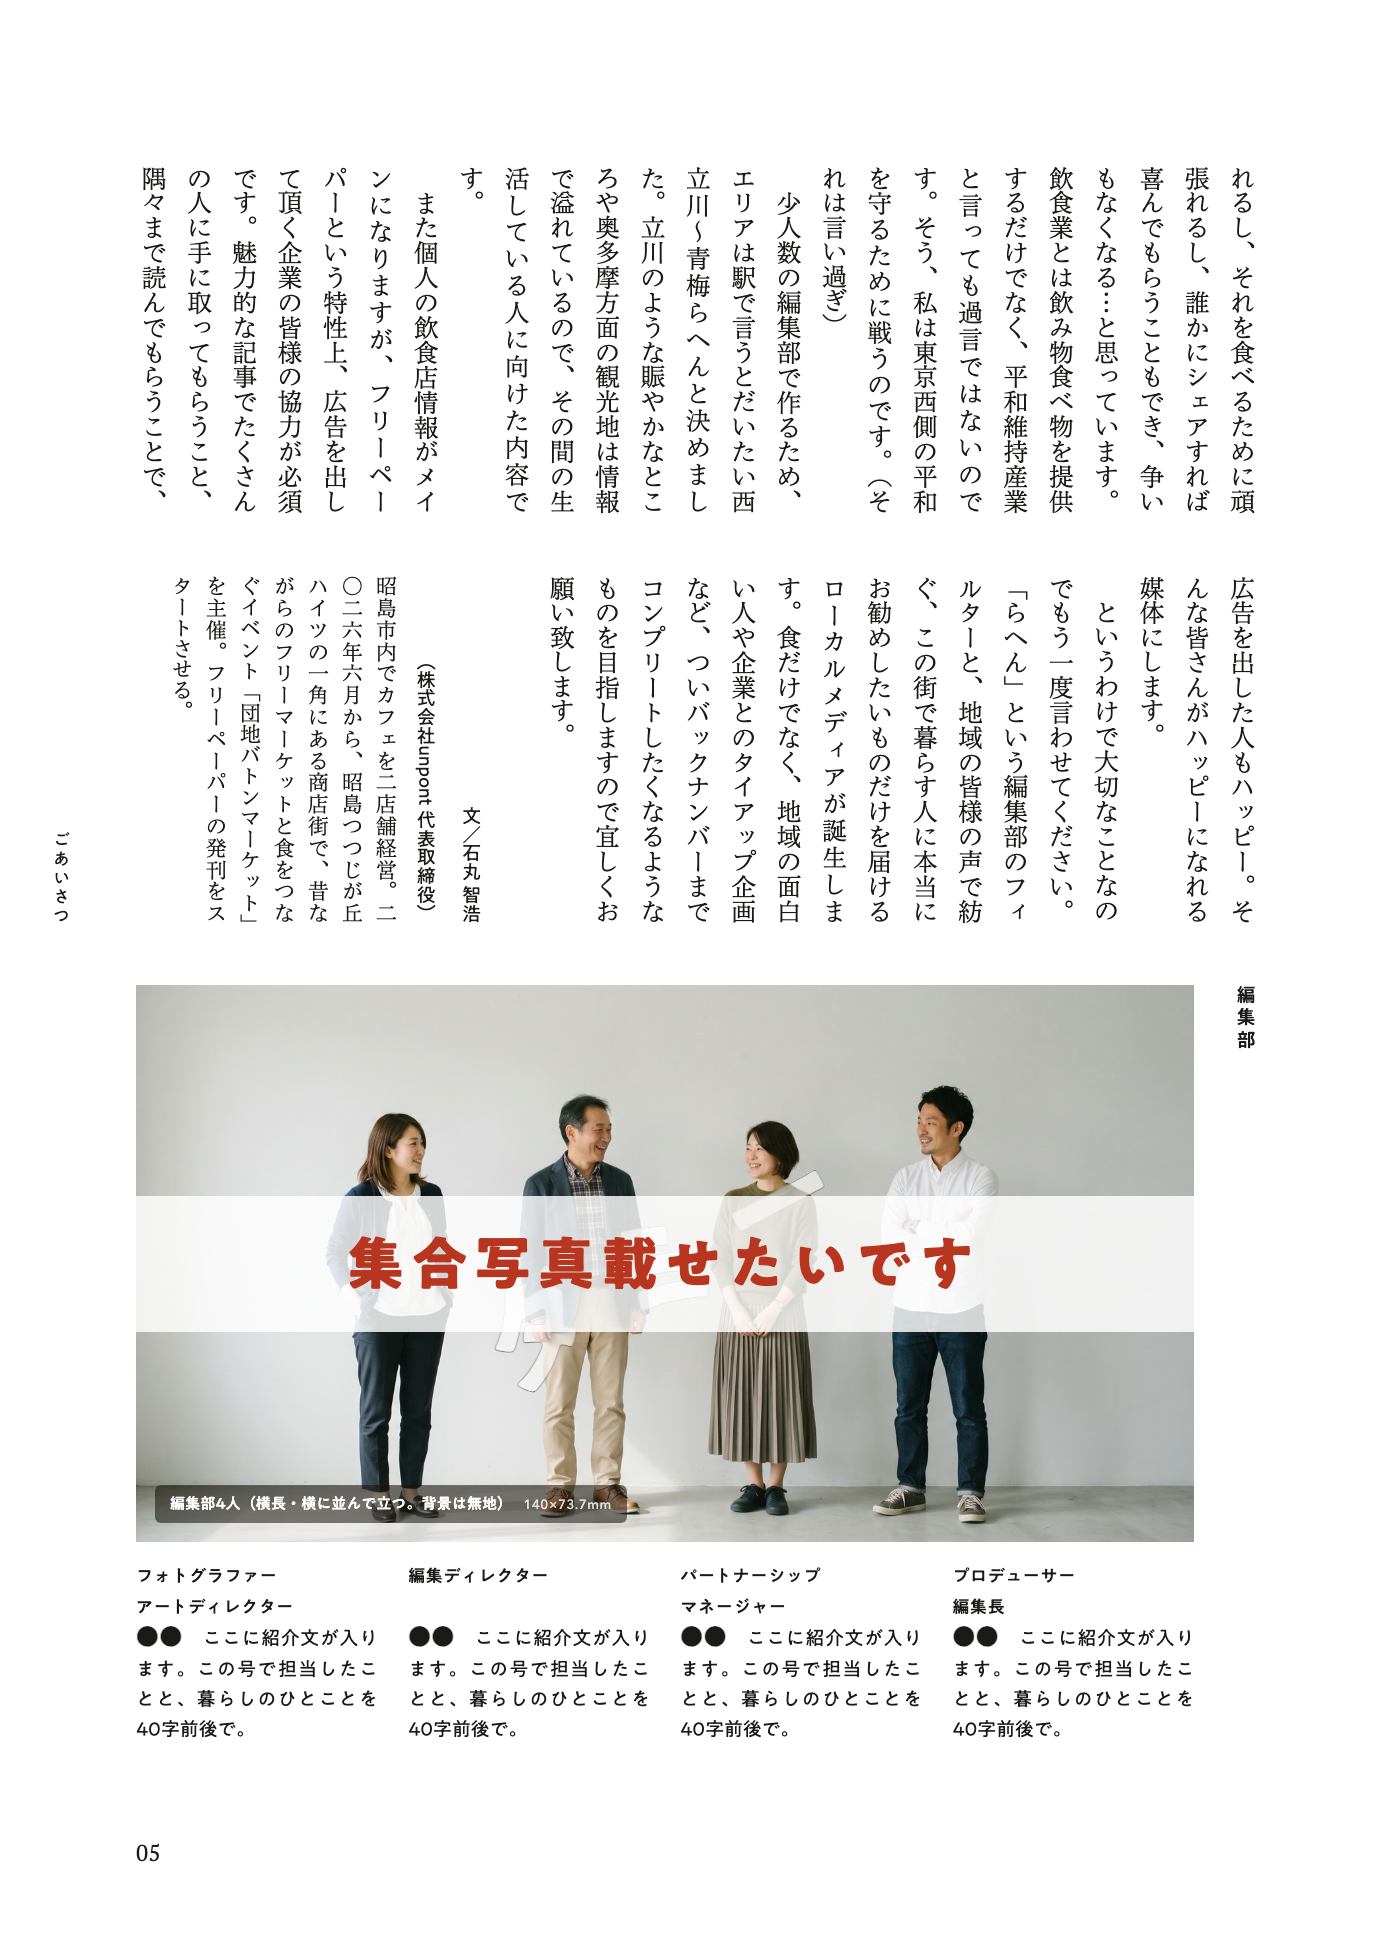 れるし、それを食べるために頑
張れるし、誰かにシェアすれば
喜んでもらうこともでき、争い
もなくなる…と思っています。
飲食業とは飲み物食べ物を提供
するだけでなく、平和維持産業
と言っても過言ではないので
す。そう、私は東京西側の平和
を守るために戦うのです。（そ
れは言い過ぎ）
少人数の編集部で作るため、
エリアは駅で言うとだいたい西
立川〜青梅らへんと決めまし
た。立川のような賑やかなとこ
ろや奥多摩方面の観光地は情報
で溢れているので、その間の生
活している人に向けた内容で
す。
また個人の飲食店情報がメイ
ンになりますが、フリーペー
パーという特性上、広告を出し
て頂く企業の皆様の協力が必須
です。魅力的な記事でたくさん
の人に手に取ってもらうこと、
隅々まで読んでもらうことで、
広告を出した人もハッピー。そ
んな皆さんがハッピーになれる
媒体にします。
というわけで大切なことなの
でもう一度言わせてください。
「らへん」という編集部のフィ
ルターと、地域の皆様の声で紡
ぐ、この街で暮らす人に本当に
お勧めしたいものだけを届ける
ローカルメディアが誕生しま
す。食だけでなく、地域の面白
い人や企業とのタイアップ企画
など、ついバックナンバーまで
コンプリートしたくなるような
ものを目指しますので宜しくお
願い致します。
文／石丸 智浩
（株式会社unpont 代表取締役）
昭島市内でカフェを二店舗経営。二
〇二六年六月から、昭島つつじが丘
ハイツの一角にある商店街で、昔な
がらのフリーマーケットと食をつな
ぐイベント「団地バトンマーケット」
を主催。フリーペーパーの発刊をス
タートさせる。
ごあいさつ
編集部
集合写真載せたいです
編集部4人（横長・横に並んで立つ。背景は無地） 140×73.7mm
フォトグラファー
アートディレクター
●● ここに紹介文が入り
ます。この号で担当したこ
とと、暮らしのひとことを
40字前後で。
編集ディレクター
●● ここに紹介文が入り
ます。この号で担当したこ
とと、暮らしのひとことを
40字前後で。
パートナーシップ
マネージャー
●● ここに紹介文が入り
ます。この号で担当したこ
とと、暮らしのひとことを
40字前後で。
プロデューサー
編集長
●● ここに紹介文が入り
ます。この号で担当したこ
とと、暮らしのひとことを
40字前後で。
05